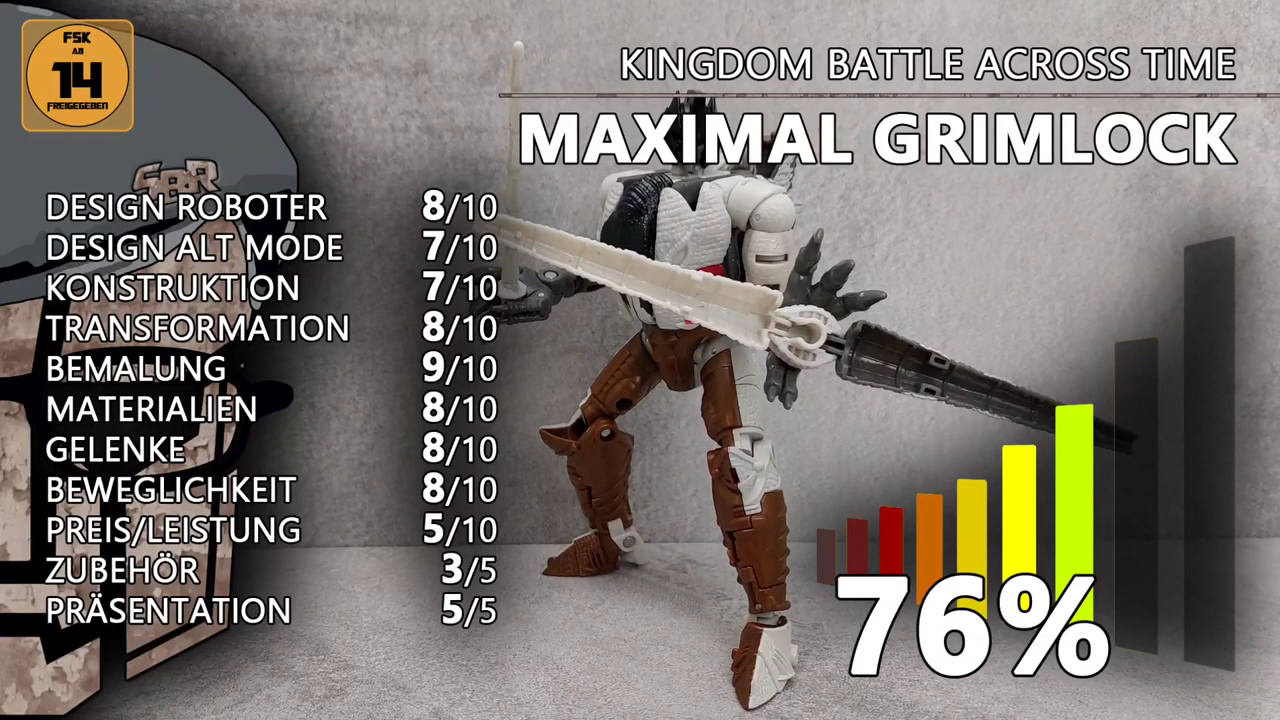 FSK
AB
14
FREIGEGEBEN
KINGDOM BATTLE ACROSS TIME
MAXIMAL GRIMLOCK
SBR
DESIGN ROBOTER 8/10
DESIGN ALT MODE 7/10
KONSTRUKTION 7/10
TRANSFORMATION 8/10
BEMALUNG 9/10
MATERIALIEN 8/10
GELENKE 8/10
BEWEGLICHKEIT 8/10
PREIS/LEISTUNG 5/10
ZUBEHÖR 3/5
PRÄSENTATION 5/5
76%